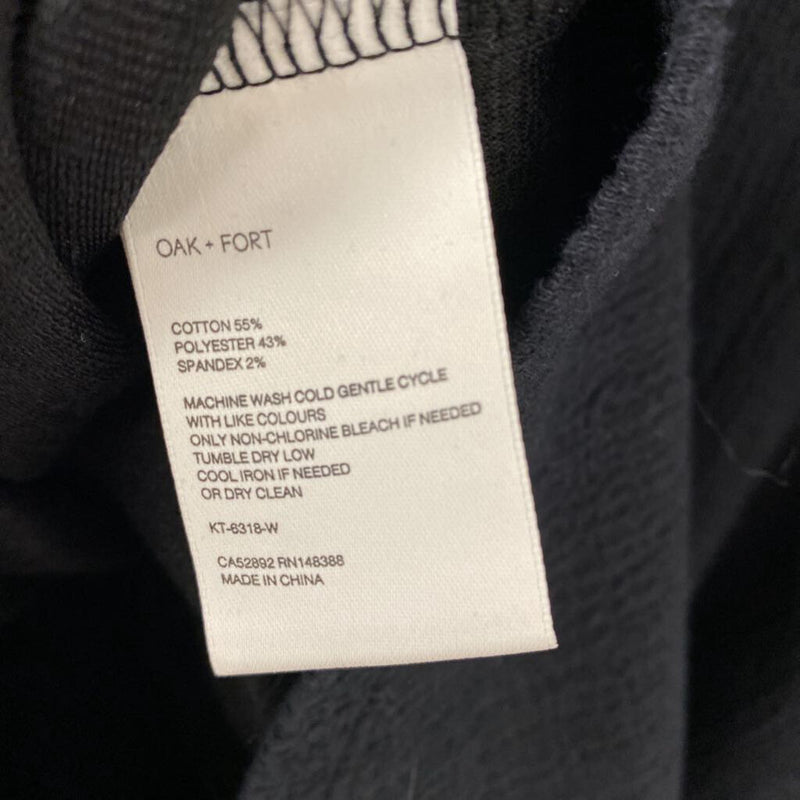 OAK + FORT
COTTON 55%
POLYESTER 43%
SPANDEX 2%
MACHINE WASH COLD GENTLE CYCLE
WITH LIKE COLOURS
ONLY NON-CHLORINE BLEACH IF NEEDED
TUMBLE DRY LOW
COOL IRON IF NEEDED
OR DRY CLEAN
KT-6318-W
CA52892 RN148388
MADE IN CHINA